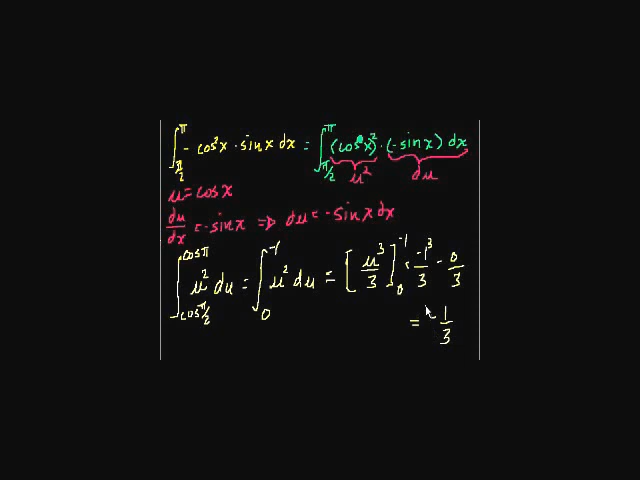 ∫_{π/2}^{π} - cos²x · sin x dx = ∫_{π/2}^{π} (cos x)² · (-sin x) dx
u² du
u = cos x
du/dx = -sin x ⇒ du = -sin x dx
∫_{cos π/2}^{cos π} u² du = ∫_{0}^{-1} u² du = [u³/3]_{0}^{-1} = -1³/3 - 0/3
= -1/3